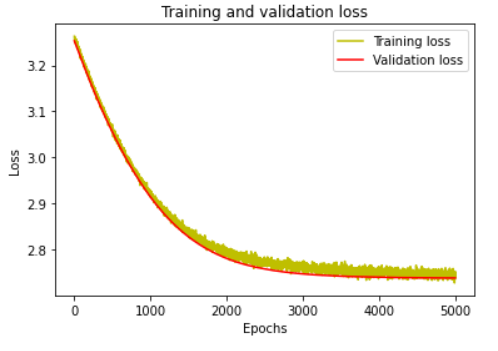 Training and validation loss
Training loss
Validation loss
3.2
3.1
3.0
2.9
2.8
Loss
0 1000 2000 3000 4000 5000
Epochs